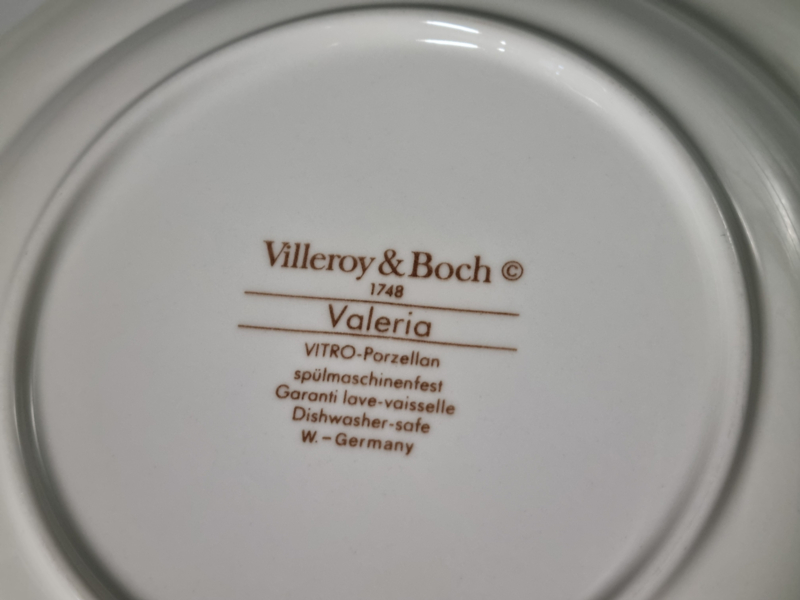 Villeroy & Boch ©
1748
Valeria
VITRO-Porzellan
spülmaschinenfest
Garanti lave-vaisselle
Dishwasher-safe
W.-Germany